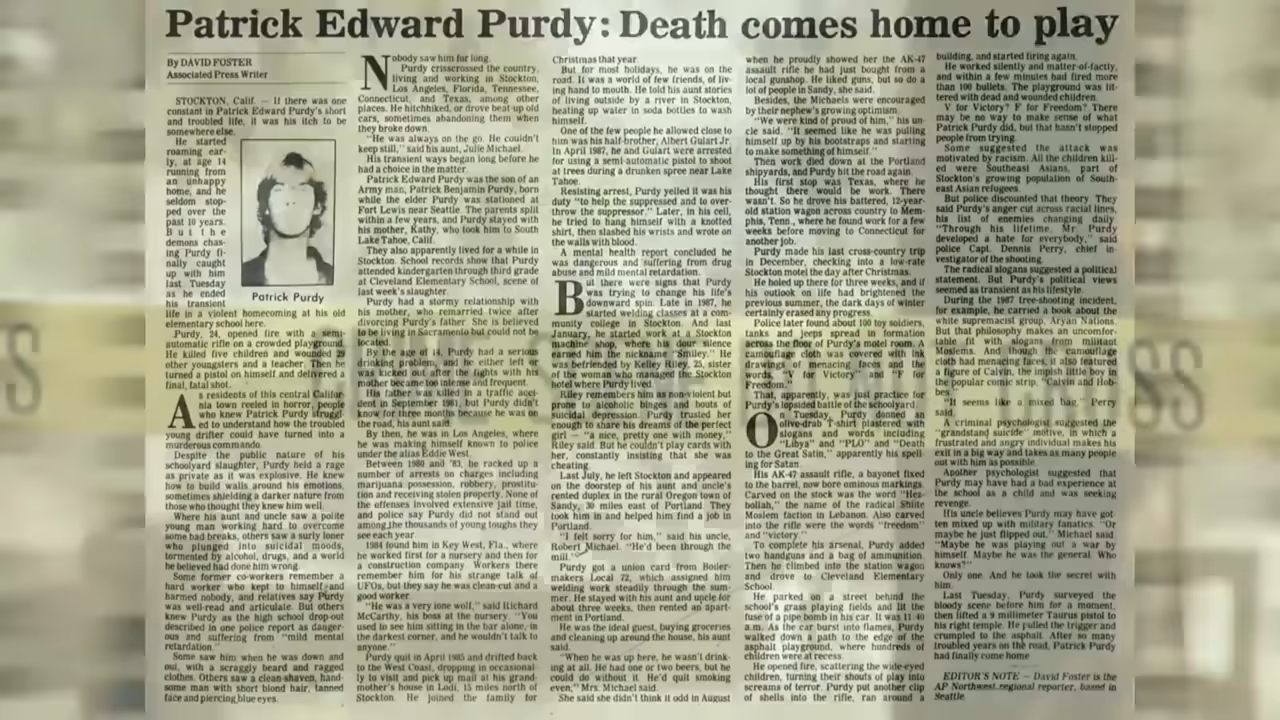 Patrick Edward Purdy: Death comes home to play
By DAVID FOSTER
Associated Press Writer
STOCKTON, Calif. — If there was one
constant in Patrick Edward Purdy's short
and troubled life, it was his itch to be
somewhere else.
He started
roaming ear-
ly, at age 14
running from
an unhappy
home, and he
seldom stop-
ped over the
past 10 years.
But the
demons chas-
ing Purdy fi-
nally caught
up with him
last Tuesday
as he ended
his transient
life in a violent homecoming at his old
elementary school here.
Patrick Purdy
Purdy, 24, opened fire with a semi-
automatic rifle on a crowded playground.
He killed five children and wounded 29
other youngsters and a teacher. Then he
turned a pistol on himself and delivered a
final, fatal shot.
As residents of this central Califor-
nia town reeled in horror, people
who knew Patrick Purdy struggl-
ed to understand how the troubled
young drifter could have turned into a
murderous commando.
Despite the public nature of his
schoolyard slaughter, Purdy held a rage
as private as it was explosive. He knew
how to build walls around his emotions,
sometimes shielding a darker nature from
those who thought they knew him well.
Where his aunt and uncle saw a polite
young man working hard to overcome
some bad breaks, others saw a surly loner
who plunged into suicidal moods,
tormented by alcohol, drugs, and a world
he believed had done him wrong.
Some former co-workers remember a
hard worker who kept to himself and
harmed nobody, and relatives say Purdy
was well-read and articulate. But others
knew Purdy as the high school drop-out
described in one police report as danger-
ous and suffering from "mild mental
retardation."
Some saw him when he was down and
out, with a scraggly beard and ragged
clothes. Others saw a clean-shaven, hand-
some man with short blond hair, tanned
face and piercing blue eyes.
Nobody saw him for long.
Purdy crisscrossed the country,
living and working in Stockton,
Los Angeles, Florida, Tennessee,
Connecticut, and Texas, among other
places. He hitchhiked, or drove beat-up old
cars, sometimes abandoning them when
they broke down.
"He was always on the go. He couldn't
keep still," said his aunt, Julie Michael.
His transient ways began long before he
had a choice in the matter.
Patrick Edward Purdy was the son of an
Army man, Patrick Benjamin Purdy, born
while the elder Purdy was stationed at
Fort Lewis near Seattle. The parents split
within a few years, and Purdy stayed with
his mother, Kathy, who took him to South
Lake Tahoe, Calif.
They also apparently lived for a while in
Stockton. School records show that Purdy
attended kindergarten through third grade
at Cleveland Elementary School, scene of
last week's slaughter.
Purdy had a stormy relationship with
his mother, who remarried twice after
divorcing Purdy's father. She is believed
to be living in Sacramento but could not be
located.
By the age of 14, Purdy had a serious
drinking problem, and he either left or
was kicked out after the fights with his
mother became too intense and frequent.
His father was killed in a traffic acci-
dent in September 1981, but Purdy didn't
know for three months because he was on
the road, his aunt said.
By then, he was in Los Angeles, where
he was making himself known to police
under the alias Eddie West.
Between 1980 and '83, he racked up a
number of arrests on charges including
marijuana possession, robbery, prostitu-
tion and receiving stolen property. None of
the offenses involved extensive jail time,
and police say Purdy did not stand out
among the thousands of young toughs they
see each year.
1984 found him in Key West, Fla., where
he worked first for a nursery and then for
a construction company. Workers there
remember him for his strange talk of
UFOs, but they say he was clean-cut and a
good worker.
"He was a very lone wolf," said Richard
McCarthy, his boss at the nursery. "You
used to see him sitting in the bar alone, in
the darkest corner, and he wouldn't talk to
anyone."
Purdy quit in April 1985 and drifted back
to the West Coast, dropping in occasional-
ly to visit and pick up mail at his grand-
mother's house in Lodi, 15 miles north of
Stockton. He joined the family for
Christmas that year.
But for most holidays, he was on the
road. It was a world of few friends, of liv-
ing hand to mouth. He told his aunt stories
of living outside by a river in Stockton,
heating up water in soda bottles to wash
himself.
One of the few people he allowed close to
him was his half-brother, Albert Gulart Jr.
In April 1987, he and Gulart were arrested
for using a semi-automatic pistol to shoot
at trees during a drunken spree near Lake
Tahoe.
Resisting arrest, Purdy yelled it was his
duty "to help the suppressed and to over-
throw the suppressor." Later, in his cell,
he tried to hang himself with a knotted
shirt, then slashed his wrists and wrote on
the walls with blood.
A mental health report concluded he
was dangerous and suffering from drug
abuse and mild mental retardation.
But there were signs that Purdy
was trying to change his life's
downward spin. Late in 1987, he
started welding classes at a com-
munity college in Stockton. And last
January, he started work at a Stockton
machine shop, where his dour silence
earned him the nickname "Smiley." He
was befriended by Kelley Riley, 25, sister
of the woman who managed the Stockton
hotel where Purdy lived.
Riley remembers him as non-violent but
prone to alcoholic binges and bouts of
suicidal depression. Purdy trusted her
enough to share his dreams of the perfect
girl — "a nice, pretty one with money,"
Riley said. But he couldn't play cards with
her, constantly insisting that she was
cheating.
Last July, he left Stockton and appeared
on the doorstep of his aunt and uncle's
rented duplex in the rural Oregon town of
Sandy, 30 miles east of Portland. They
took him in and helped him find a job in
Portland.
"I felt sorry for him," said his uncle,
Robert Michael. "He'd been through the
mill."
Purdy got a union card from Boiler-
makers Local 72, which assigned him
welding work steadily through the sum-
mer. He stayed with his aunt and uncle for
about three weeks, then rented an apart-
ment in Portland.
He was the ideal guest, buying groceries
and cleaning up around the house, his aunt
said.
"When he was up here, he wasn't drink-
ing at all. He had one or two beers, but he
could do without it. He'd quit smoking
even," Mrs. Michael said.
She said she didn't think it odd in August
when he proudly showed her the AK-47
assault rifle he had just bought from a
local gunshop. He liked guns, but so do a
lot of people in Sandy, she said.
Besides, the Michaels were encouraged
by their nephew's growing optimism.
"We were kind of proud of him," his un-
cle said. "It seemed like he was pulling
himself up by his bootstraps and starting
to make something of himself."
Then work died down at the Portland
shipyards, and Purdy hit the road again.
His first stop was Texas, where he
thought there would be work. There
wasn't. So he drove his battered, 12-year-
old station wagon across country to Mem-
phis, Tenn., where he found work for a few
weeks before moving to Connecticut for
another job.
Purdy made his last cross-country trip
in December, checking into a low-rate
Stockton motel the day after Christmas.
He holed up there for three weeks, and if
his outlook on life had brightened the
previous summer, the dark days of winter
certainly erased any progress.
Police later found about 100 toy soldiers,
tanks and jeeps spread in formation
across the floor of Purdy's motel room. A
camouflage cloth was covered with ink
drawings of menacing faces and the
words, "V for Victory" and "F for
Freedom."
That, apparently, was just practice for
Purdy's lopsided battle of the schoolyard.
On Tuesday, Purdy donned an
olive-drab T-shirt plastered with
slogans and words including
"Libya" and "PLO" and "Death
to the Great Satin," apparently his spell-
ing for Satan.
His AK-47 assault rifle, a bayonet fixed
to the barrel, now bore ominous markings.
Carved on the stock was the word "Hez-
bollah," the name of the radical Shiite
Moslem faction in Lebanon. Also carved
into the rifle were the words "freedom"
and "victory."
To complete his arsenal, Purdy added
two handguns and a bag of ammunition.
Then he climbed into the station wagon
and drove to Cleveland Elementary
School.
He parked on a street behind the
school's grass playing fields and lit the
fuse of a pipe bomb in his car. It was 11:40
a.m. As the car burst into flames, Purdy
walked down a path to the edge of the
asphalt playground, where hundreds of
children were at recess.
He opened fire, scattering the wide-eyed
children, turning their shouts of play into
screams of terror. Purdy put another clip
of shells into the rifle, ran around a
building, and started firing again.
He worked silently and matter-of-factly,
and within a few minutes had fired more
than 100 bullets. The playground was lit-
tered with dead and wounded children.
V for Victory? F for Freedom? There
may be no way to make sense of what
Patrick Purdy did, but that hasn't stopped
people from trying.
Some suggested the attack was
motivated by racism. All the children kill-
ed were Southeast Asians, part of
Stockton's growing population of South-
east Asian refugees.
But police discounted that theory. They
said Purdy's anger cut across racial lines,
his list of enemies changing daily.
"Through his lifetime, Mr. Purdy
developed a hate for everybody," said
police Capt. Dennis Perry, chief in-
vestigator of the shooting.
The radical slogans suggested a political
statement. But Purdy's political views
seemed as transient as his lifestyle.
During the 1987 tree-shooting incident,
for example, he carried a book about the
white supremacist group, Aryan Nations.
But that philosophy makes an uncomfor-
table fit with slogans from militant
Moslems. And though the camouflage
cloth had menacing faces, it also featured
a figure of Calvin, the impish little boy in
the popular comic strip, "Calvin and Hob-
bes."
"It seems like a mixed bag," Perry
said.
A criminal psychologist suggested the
"grandstand suicide" motive, in which a
frustrated and angry individual makes his
exit in a big way and takes as many people
out with him as possible.
Another psychologist suggested that
Purdy may have had a bad experience at
the school as a child and was seeking
revenge.
His uncle believes Purdy may have got-
ten mixed up with military fanatics. "Or
maybe he just flipped out," Michael said.
"Maybe he was playing out a war by
himself. Maybe he was the general. Who
knows?"
Only one. And he took the secret with
him.
Last Tuesday, Purdy surveyed the
bloody scene before him for a moment,
then lifted a 9 millimeter Taurus pistol to
his right temple. He pulled the trigger and
crumpled to the asphalt. After so many
troubled years on the road, Patrick Purdy
had finally come home.
EDITOR'S NOTE — David Foster is the
AP Northwest regional reporter, based in
Seattle.